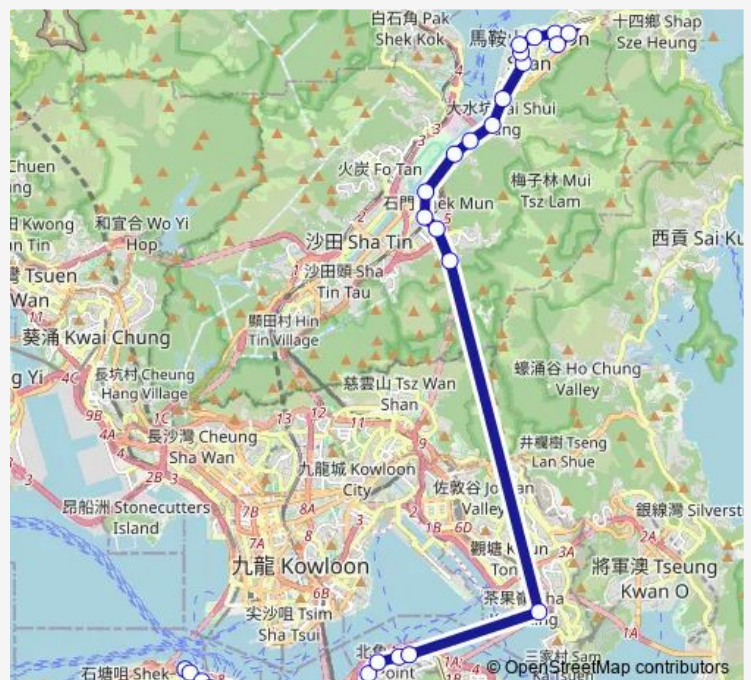 白石角 Pak
Shek Kok
十四鄉 Shap
Sze Heung
馬鞍
大水坑
火炭 Fo Tan
梅子林 Mui
Tsz Lam
石門
Mun
和宜合 Wo Yi
Hop
沙田 Sha Tin
西貢 Sai Ku
Tsuen
Wan
沙田頭 Sha
Tin Tau
顯田村 Hin
Tin Village
葵涌 Kwai Chung
長坑村 Cheung
Hang Village
慈雲山 Tsz Wan
Shan
蠔涌谷 Ho Chung
Valley
長沙灣 Cheung
Sha Wan
井欄樹 Tseng
Lan Shue
九龍城 Kowloon
City
佐敦谷
Valley
昂船洲 Stonecutters
Island
銀線灣 Silverst
九龍 Kowloon
觀塘
Ton
將軍澳 Tseung
Kwan O
尖沙咀 Tsim
Sha Tsui
茶果嶺
三家村 Sam
石塘咀 Shek-
© OpenStreetMap contributors